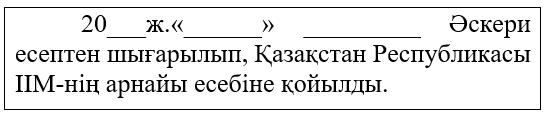 20___ж.«______» _________ Әскери
есептен шығарылып, Қазақстан Республикасы
ІІМ-нің арнайы есебіне қойылды.